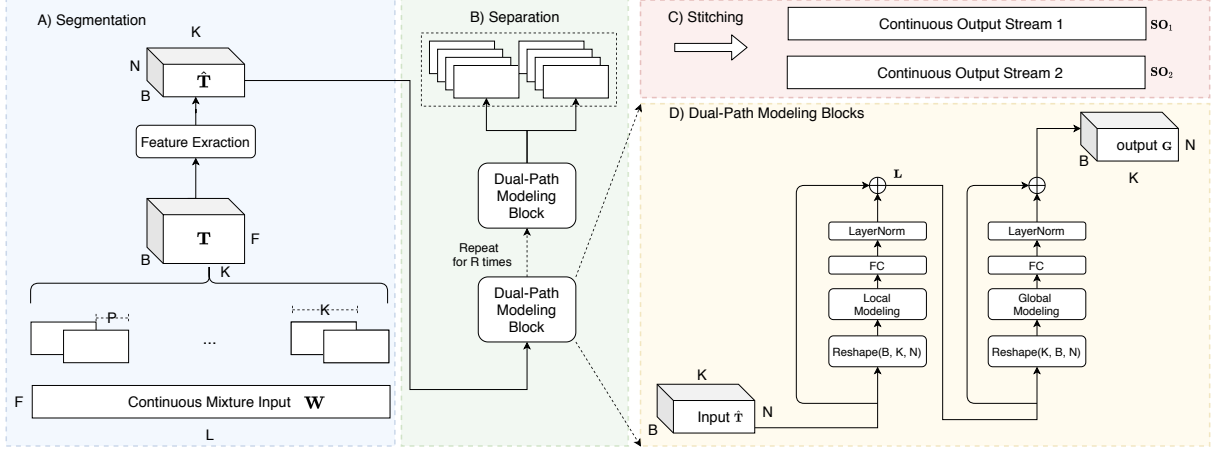 A) Segmentation
K
N
T̂
B
Feature Exraction
T
F
B
K
P
...
K
F
Continuous Mixture Input W
L
B) Separation
Dual-Path
Modeling
Block
Repeat
for R times
Dual-Path
Modeling
Block
C) Stitching
Continuous Output Stream 1
SO₁
Continuous Output Stream 2
SO₂
D) Dual-Path Modeling Blocks
output G
N
B
K
L
LayerNorm
FC
Local
Modeling
Reshape(B, K, N)
LayerNorm
FC
Global
Modeling
Reshape(K, B, N)
K
Input T̂
N
B